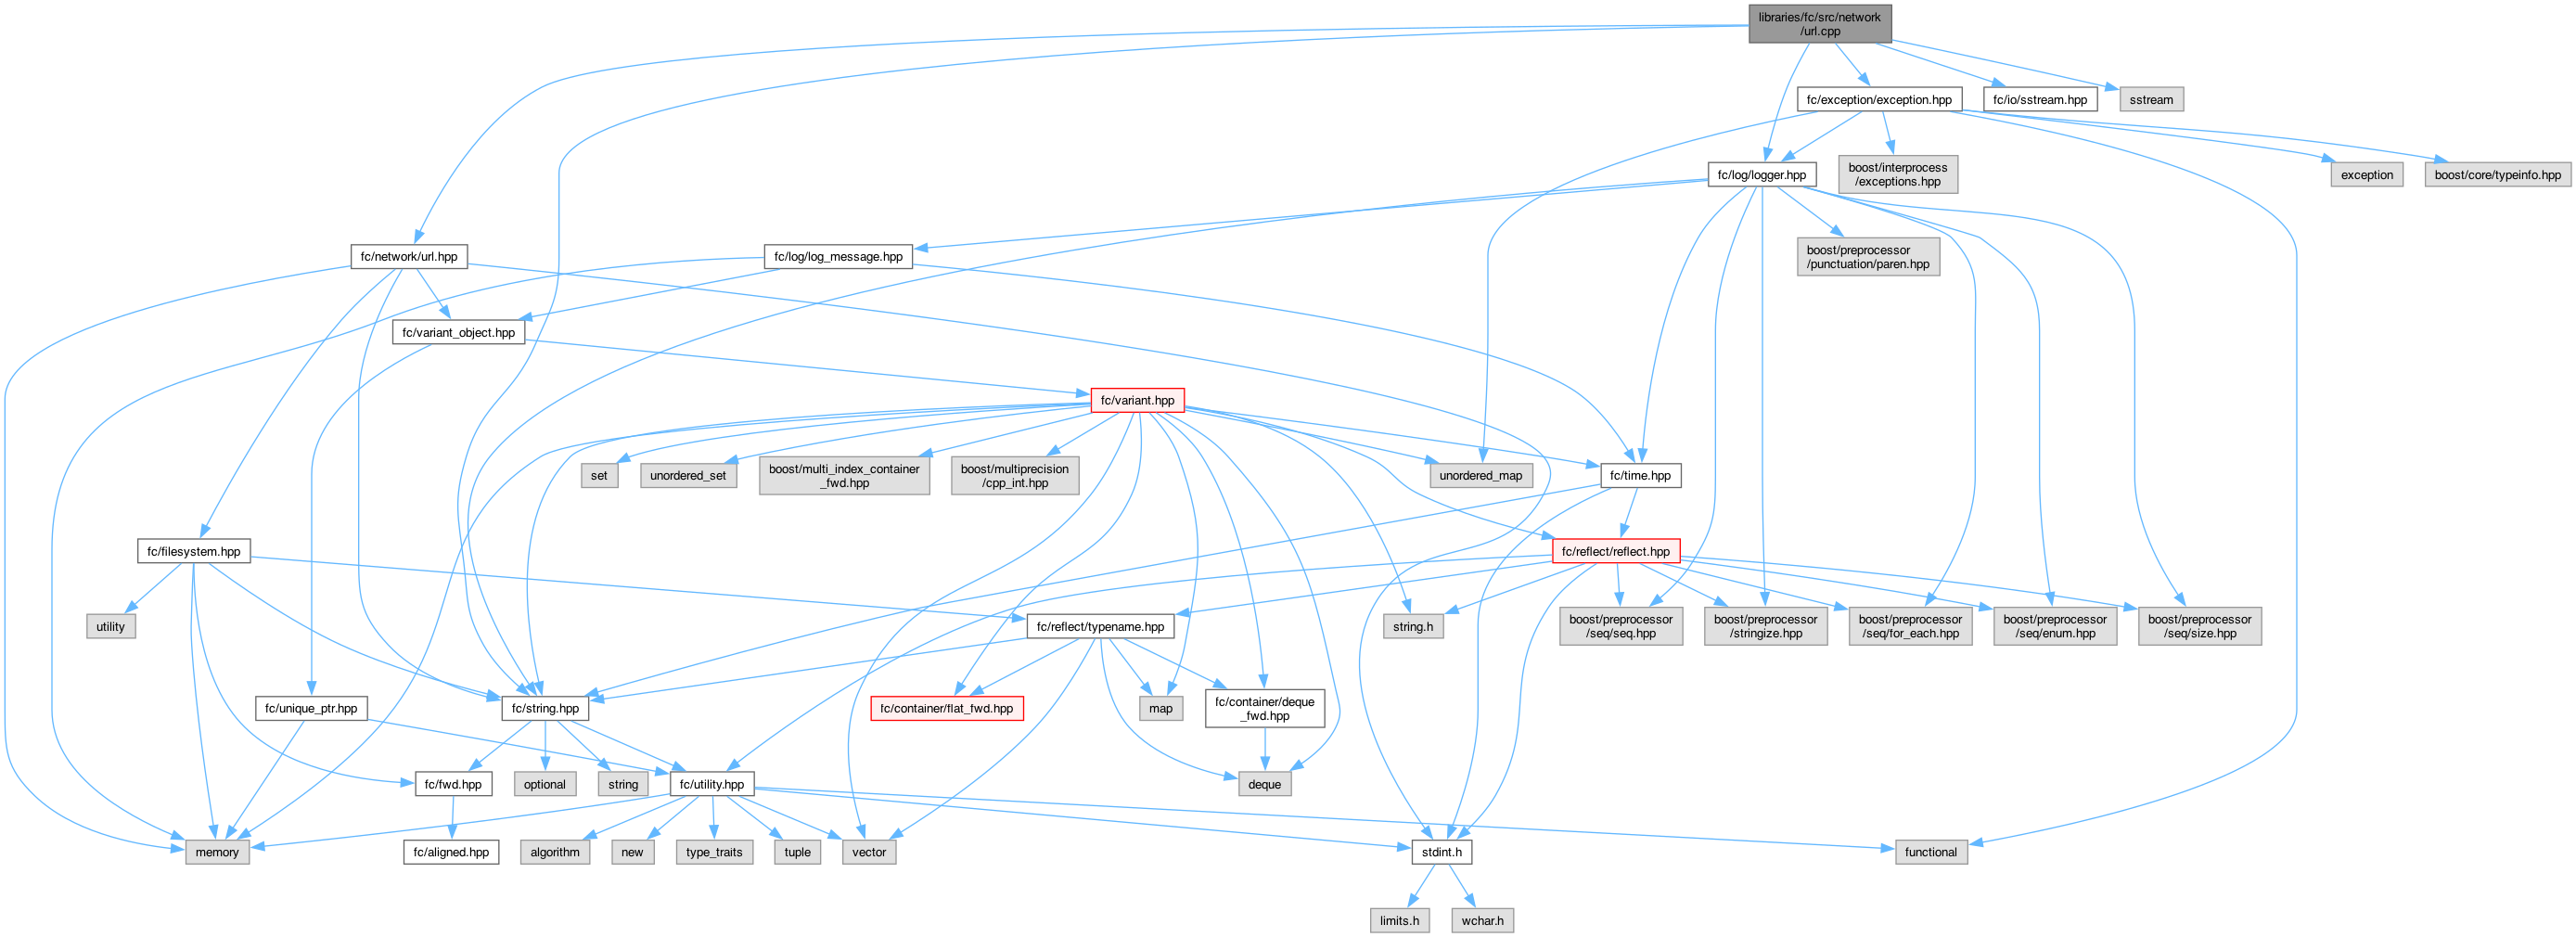 libraries/fc/src/network
/url.cpp
fc/exception/exception.hpp
fc/io/sstream.hpp
sstream
fc/log/logger.hpp
boost/interprocess
/exceptions.hpp
exception
boost/core/typeinfo.hpp
fc/network/url.hpp
fc/log/log_message.hpp
boost/preprocessor
/punctuation/paren.hpp
fc/variant_object.hpp
fc/variant.hpp
set
unordered_set
boost/multi_index_container
_fwd.hpp
boost/multiprecision
/cpp_int.hpp
unordered_map
fc/time.hpp
fc/filesystem.hpp
fc/reflect/reflect.hpp
utility
fc/reflect/typename.hpp
string.h
boost/preprocessor
/seq/seq.hpp
boost/preprocessor
/stringize.hpp
boost/preprocessor
/seq/for_each.hpp
boost/preprocessor
/seq/enum.hpp
boost/preprocessor
/seq/size.hpp
fc/unique_ptr.hpp
fc/string.hpp
fc/container/flat_fwd.hpp
map
fc/container/deque
_fwd.hpp
fc/fwd.hpp
optional
string
fc/utility.hpp
deque
memory
fc/aligned.hpp
algorithm
new
type_traits
tuple
vector
stdint.h
functional
limits.h
wchar.h